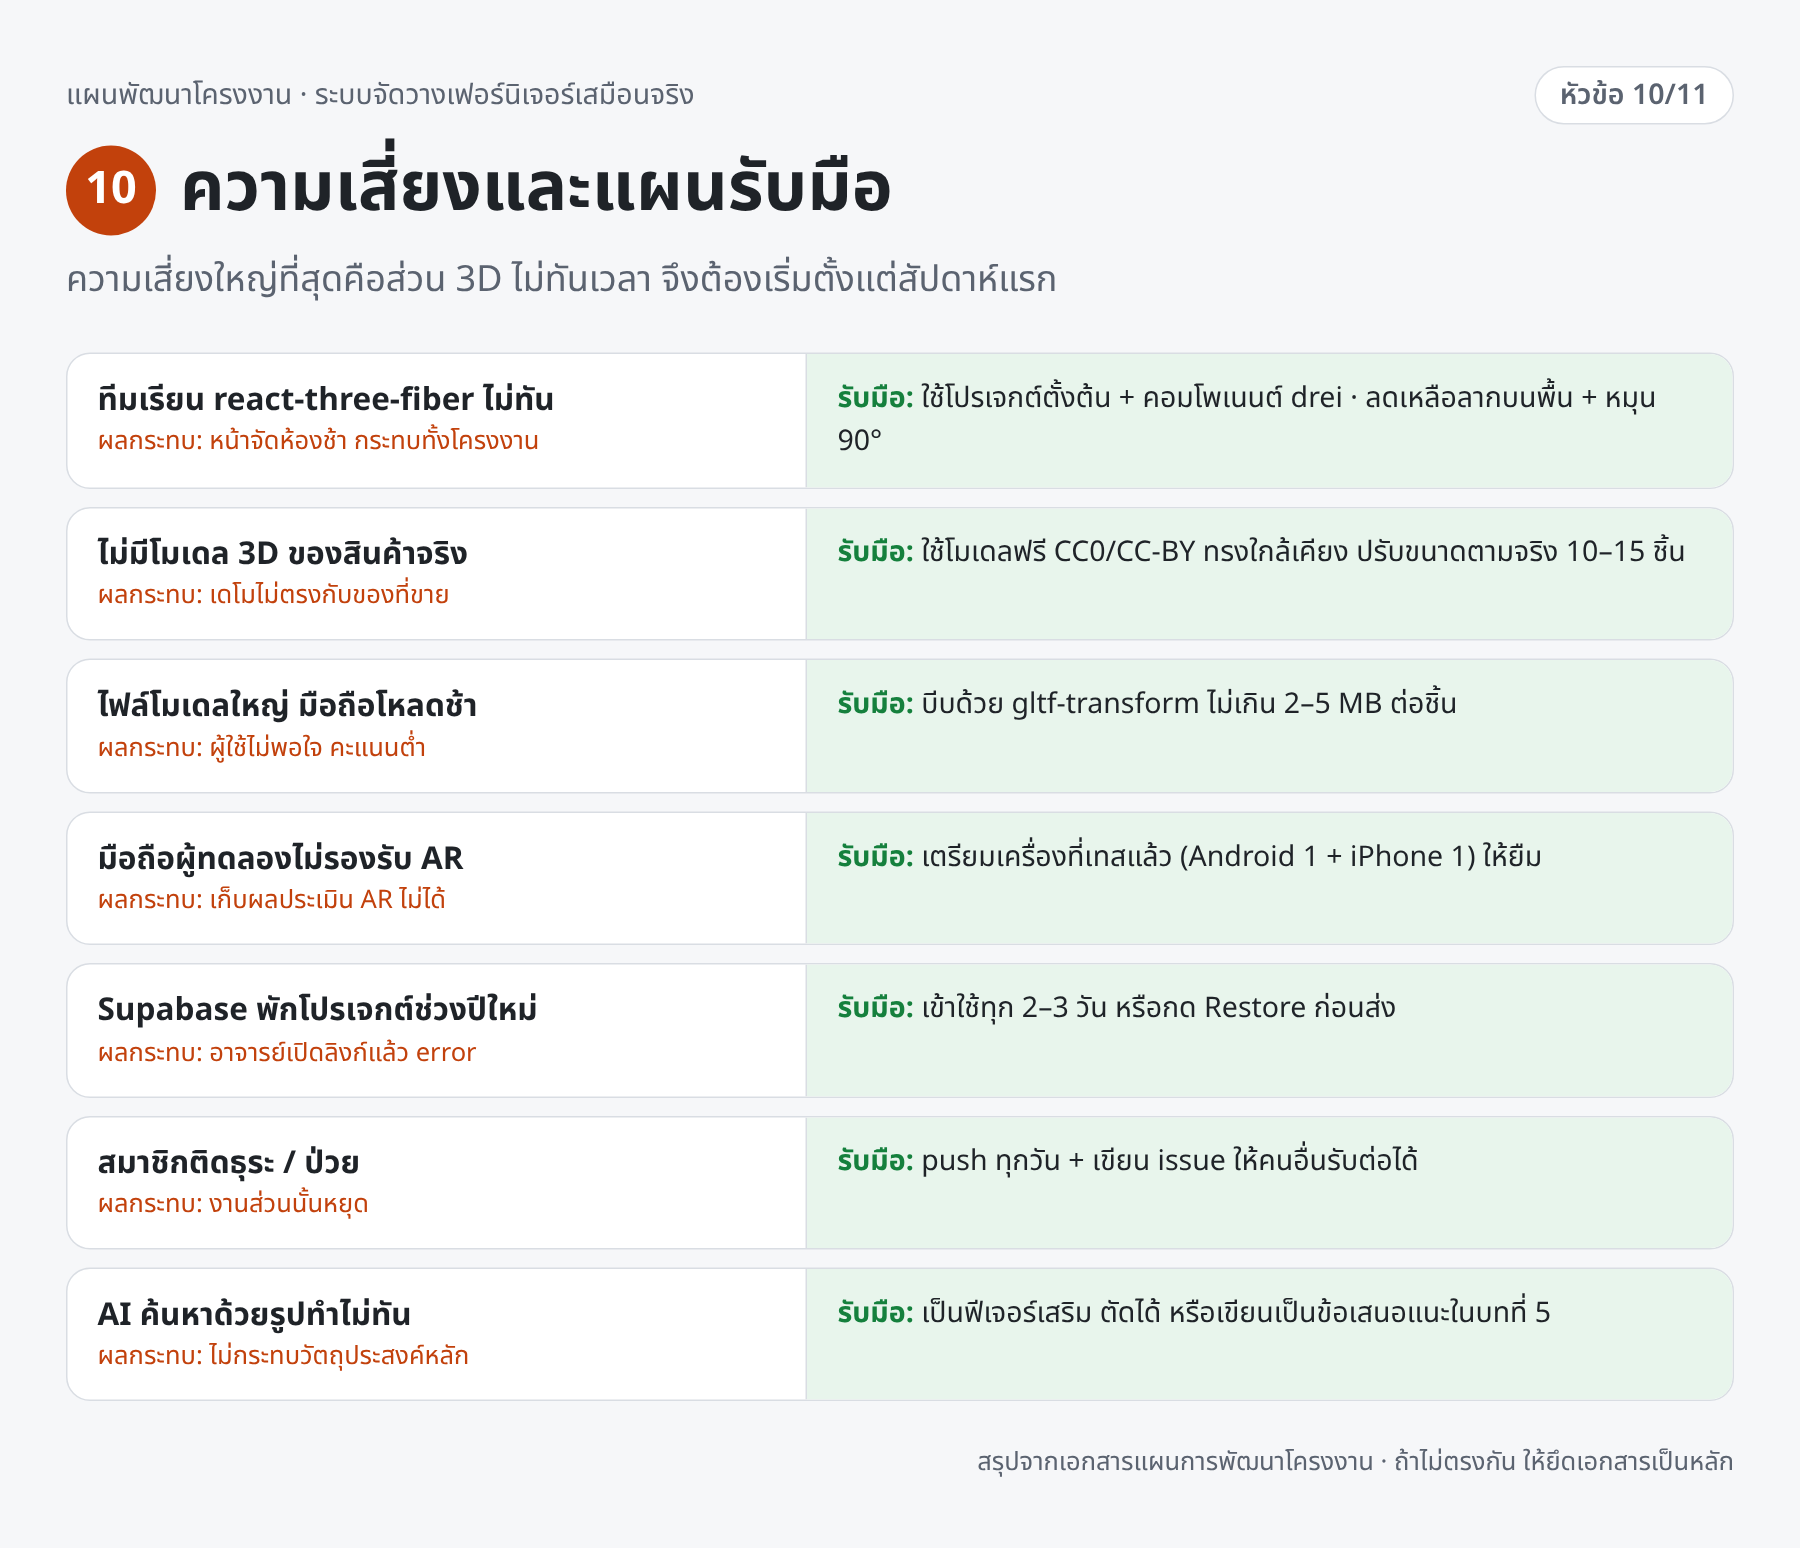 แผนพัฒนาโครงงาน · ระบบจัดวางเฟอร์นิเจอร์เสมือนจริง
หัวข้อ 10/11
10 ความเสี่ยงและแผนรับมือ
ความเสี่ยงใหญ่ที่สุดคือส่วน 3D ไม่ทันเวลา จึงต้องเริ่มตั้งแต่สัปดาห์แรก
ทีมเรียน react-three-fiber ไม่ทัน
ผลกระทบ: หน้าจัดห้องช้า กระทบทั้งโครงงาน
รับมือ: ใช้โปรเจกต์ตั้งต้น + คอมโพเนนต์ drei · ลดเหลือลากบนพื้น + หมุน
90°
ไม่มีโมเดล 3D ของสินค้าจริง
ผลกระทบ: เดโมไม่ตรงกับของที่ขาย
รับมือ: ใช้โมเดลฟรี CC0/CC-BY ทรงใกล้เคียง ปรับขนาดตามจริง 10–15 ชิ้น
ไฟล์โมเดลใหญ่ มือถือโหลดช้า
ผลกระทบ: ผู้ใช้ไม่พอใจ คะแนนต่ำ
รับมือ: บีบด้วย gltf-transform ไม่เกิน 2–5 MB ต่อชิ้น
มือถือผู้ทดลองไม่รองรับ AR
ผลกระทบ: เก็บผลประเมิน AR ไม่ได้
รับมือ: เตรียมเครื่องที่เทสแล้ว (Android 1 + iPhone 1) ให้ยืม
Supabase พักโปรเจกต์ช่วงปีใหม่
ผลกระทบ: อาจารย์เปิดลิงก์แล้ว error
รับมือ: เข้าใช้ทุก 2–3 วัน หรือกด Restore ก่อนส่ง
สมาชิกติดธุระ / ป่วย
ผลกระทบ: งานส่วนนั้นหยุด
รับมือ: push ทุกวัน + เขียน issue ให้คนอื่นรับต่อได้
AI ค้นหาด้วยรูปทำไม่ทัน
ผลกระทบ: ไม่กระทบวัตถุประสงค์หลัก
รับมือ: เป็นฟีเจอร์เสริม ตัดได้ หรือเขียนเป็นข้อเสนอแนะในบทที่ 5
สรุปจากเอกสารแผนการพัฒนาโครงงาน · ถ้าไม่ตรงกัน ให้ยึดเอกสารเป็นหลัก